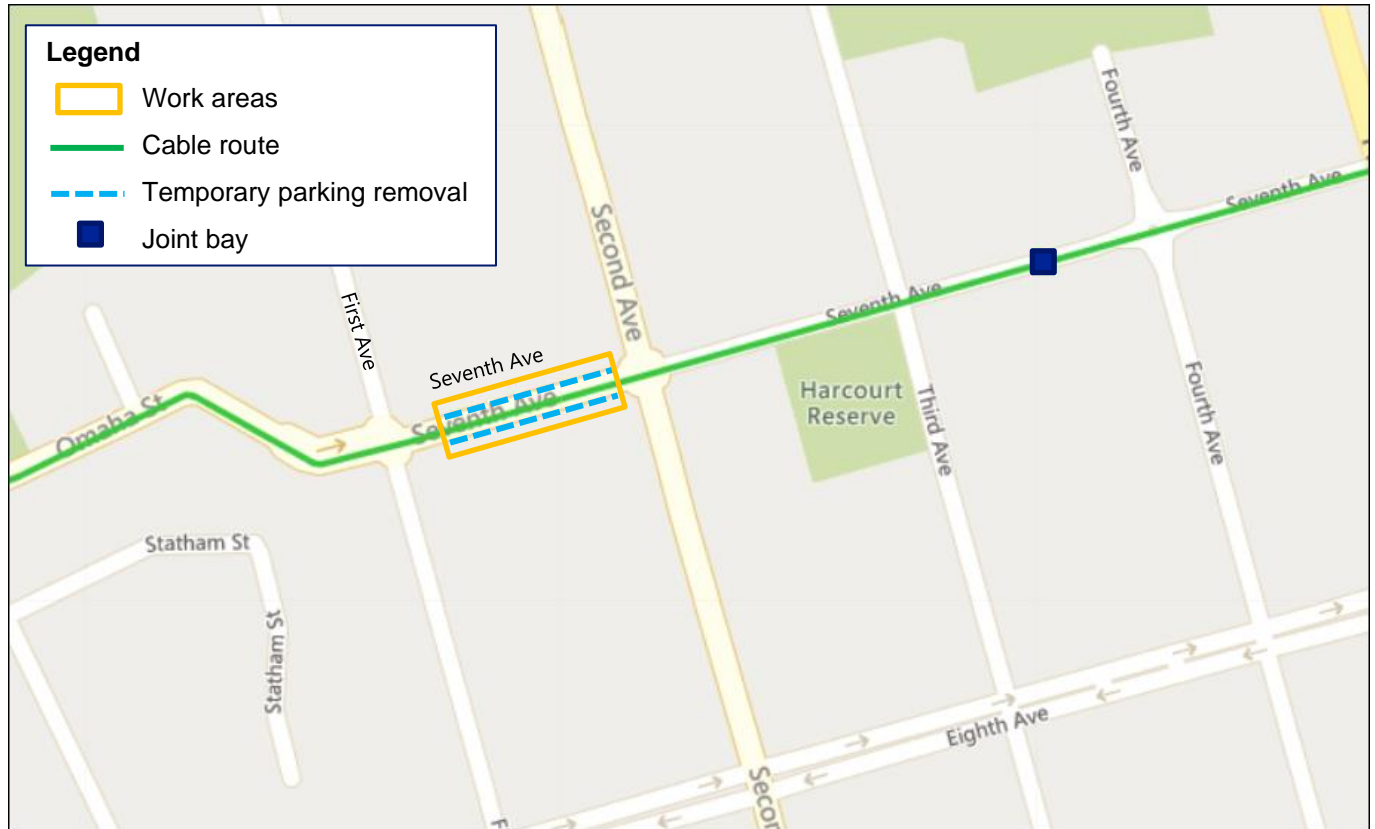 Legend
Work areas
Cable route
Temporary parking removal
Joint bay
Fourth Ave
Seventh Ave
Second Ave
First Ave
Seventh Ave
Seventh Ave
Seventh Ave
Harcourt
Reserve
Omaha St
Third Ave
Fourth Ave
Statham St
Statham St
Eighth Ave
Secon
F